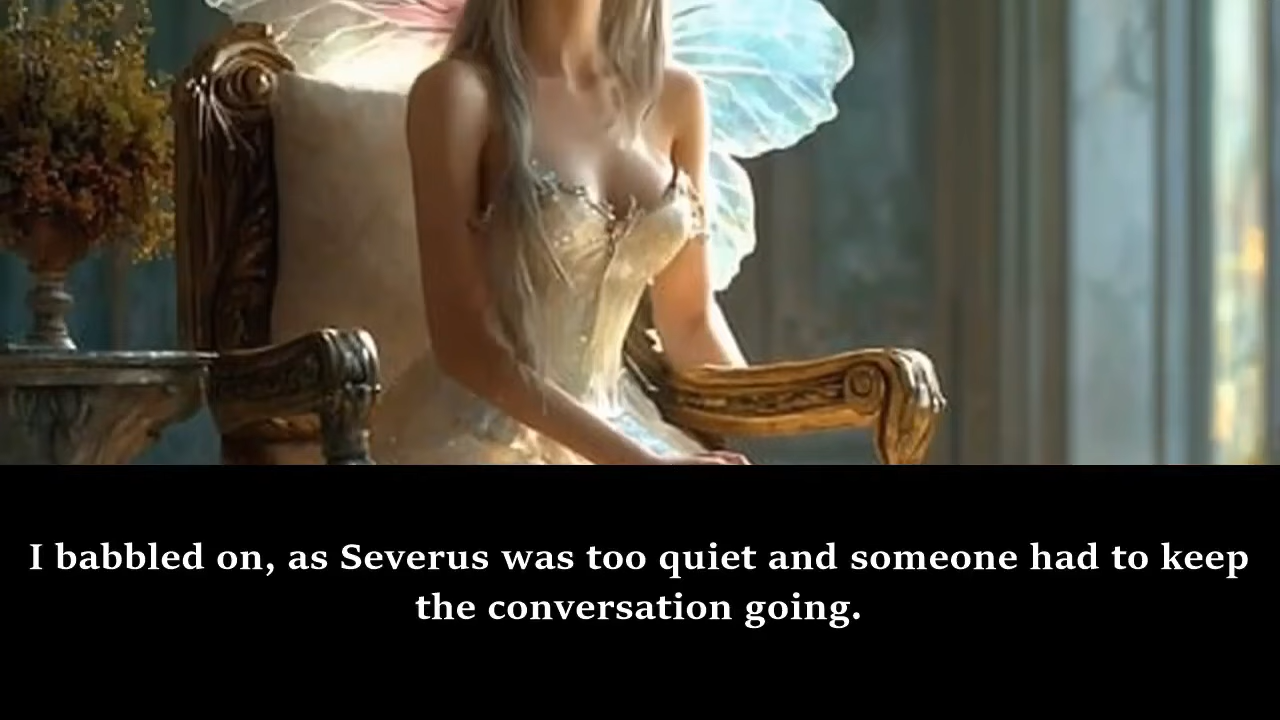 I babbled on, as Severus was too quiet and someone had to keep
the conversation going.